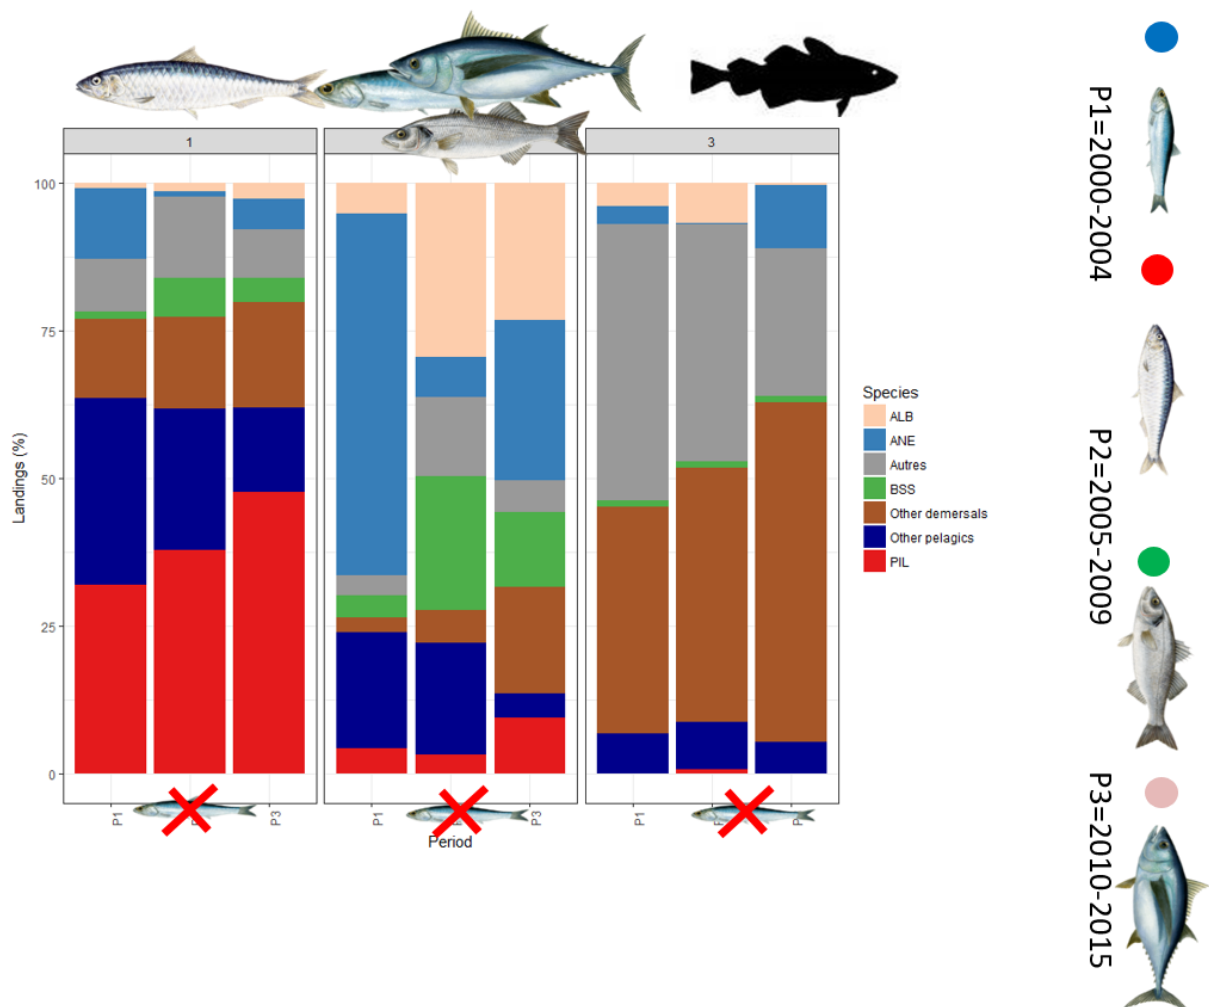 1
3
100
75
50
25
0
Landings (%)
P1
P3
P1
P3
P1
Period
Species
ALB
ANE
Autres
BSS
Other demersals
Other pelagics
PIL
P1=2000-2004
P2=2005-2009
P3=2010-2015